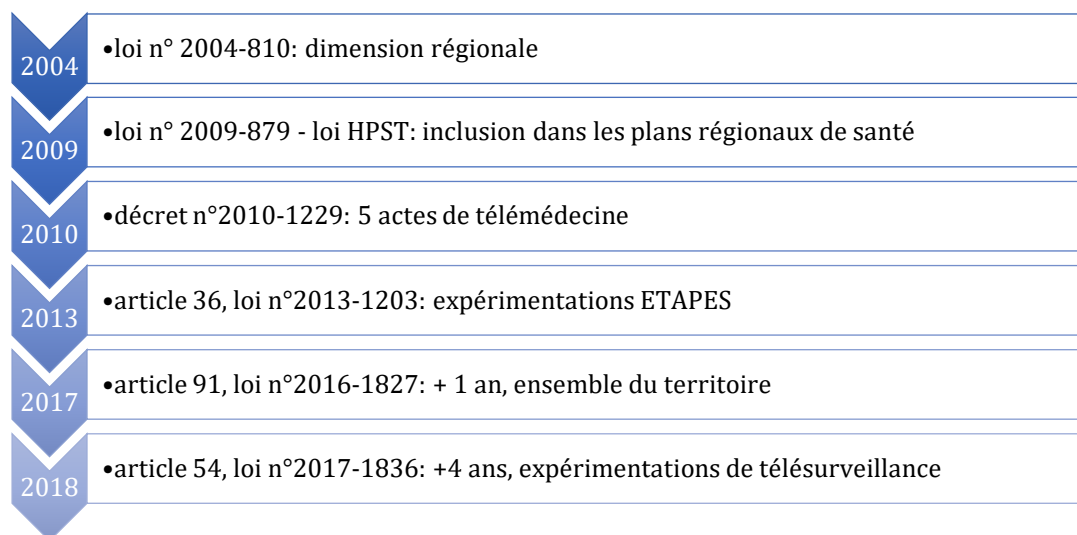 2004
•loi n° 2004-810: dimension régionale
2009
•loi n° 2009-879 - loi HPST: inclusion dans les plans régionaux de santé
2010
•décret n°2010-1229: 5 actes de télémédecine
2013
•article 36, loi n°2013-1203: expérimentations ETAPES
2017
•article 91, loi n°2016-1827: + 1 an, ensemble du territoire
2018
•article 54, loi n°2017-1836: +4 ans, expérimentations de télésurveillance